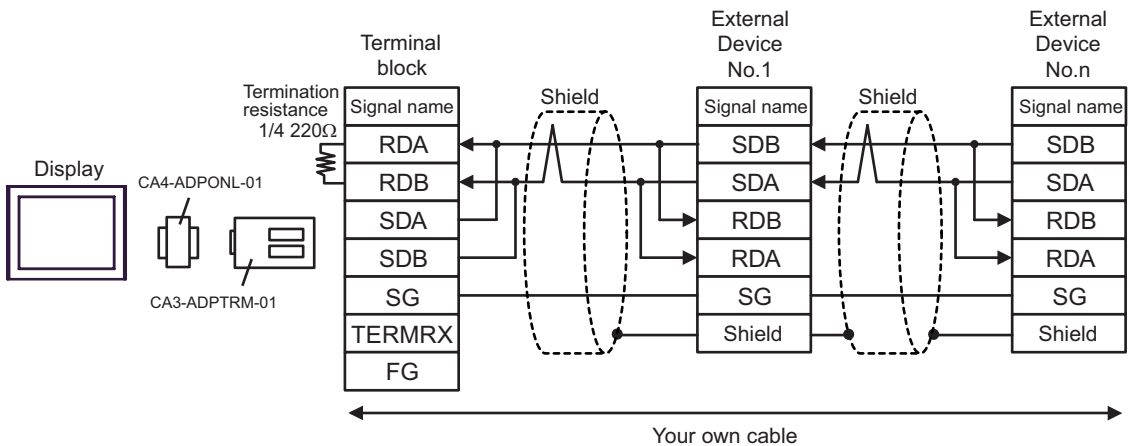 Display
CA4-ADPONL-01
CA3-ADPTRM-01
Termination
resistance
1/4 220Ω
Terminal
block
Signal name
RDA
RDB
SDA
SDB
SG
TERMRX
FG
Shield
External
Device
No.1
Signal name
SDB
SDA
RDB
RDA
SG
Shield
Shield
External
Device
No.n
Signal name
SDB
SDA
RDB
RDA
SG
Shield
Your own cable